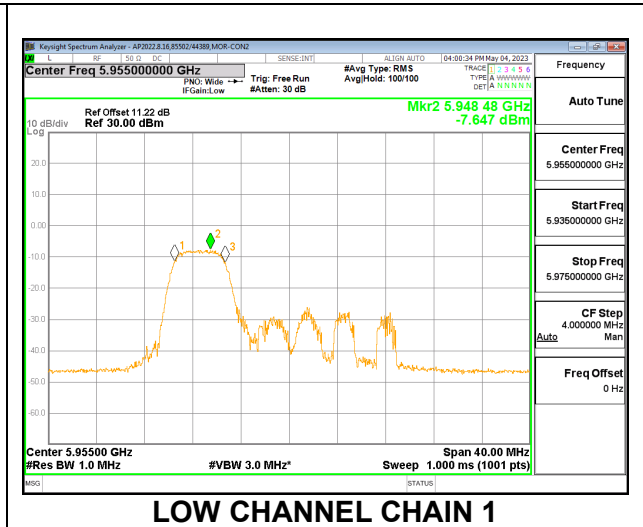 Keysight Spectrum Analyzer - AP2022.8.16,85502/44389,MOR-CON2
L RF 50 Ω DC SENSE:INT ALIGN AUTO 04:00:34 PM May 04, 2023
Center Freq 5.955000000 GHz
PNO: Wide
IFGain:Low
Trig: Free Run
#Atten: 30 dB
#Avg Type: RMS
Avg|Hold: 100/100
TRACE 1 2 3 4 5 6
TYPE A WWWWW
DET A N N N N N
Frequency
Mkr2 5.948 48 GHz
-7.647 dBm
Ref Offset 11.22 dB
10 dB/div Ref 30.00 dBm
Log
20.0
10.0
0.00
-10.0
-20.0
-30.0
-40.0
-50.0
-60.0
1
2
3
Center 5.95500 GHz Span 40.00 MHz
#Res BW 1.0 MHz #VBW 3.0 MHz* Sweep 1.000 ms (1001 pts)
MSG STATUS
Auto Tune
Center Freq
5.955000000 GHz
Start Freq
5.935000000 GHz
Stop Freq
5.975000000 GHz
CF Step
4.000000 MHz
Auto Man
Freq Offset
0 Hz
LOW CHANNEL CHAIN 1